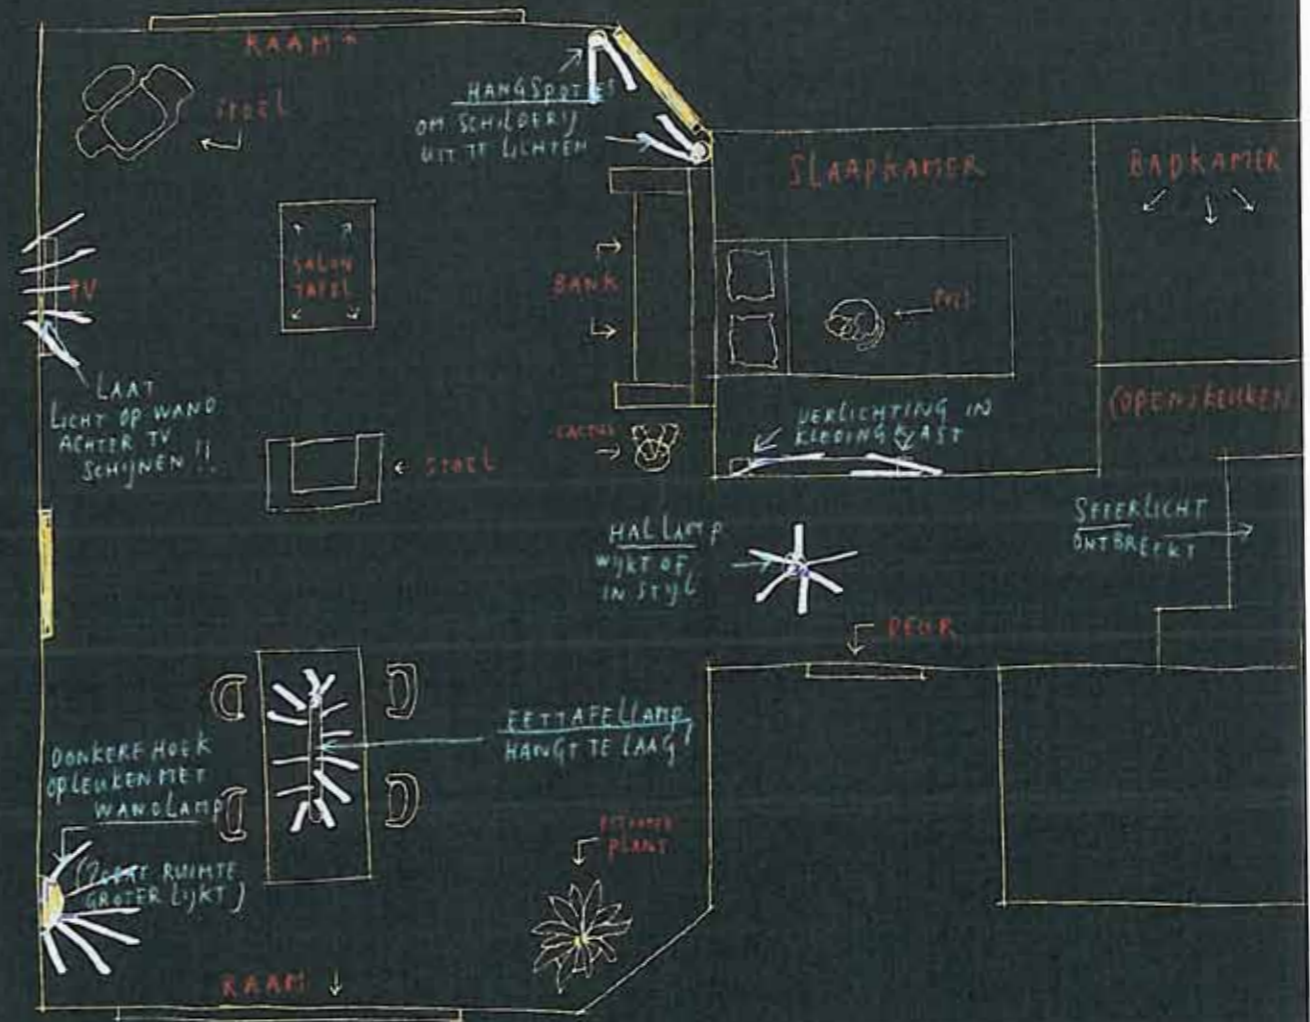 RAAM
STOEL
HANGSPOTJES
OM SCHILDERIJ
UIT TE LICHTEN
SLAAPKAMER
BADKAMER
SALON
TAFEL
TV
BANK
POES
LAAT
LICHT OP WAND
ACHTER TV
SCHIJNEN !!
CACTUS
STOEL
VERLICHTING IN
KLEDINGKAST
(OPEN) KEUKEN
HALLAMP
WIJKT OF
IN STIJL
SFEERLICHT
ONTBREEKT
DEUR
DONKERE HOEK
OPLEUKEN MET
WANDLAMP
(ZODAT RUIMTE
GROTER LIJKT)
EETTAFELLAMP
HANGT TE LAAG!
PLANT
RAAM